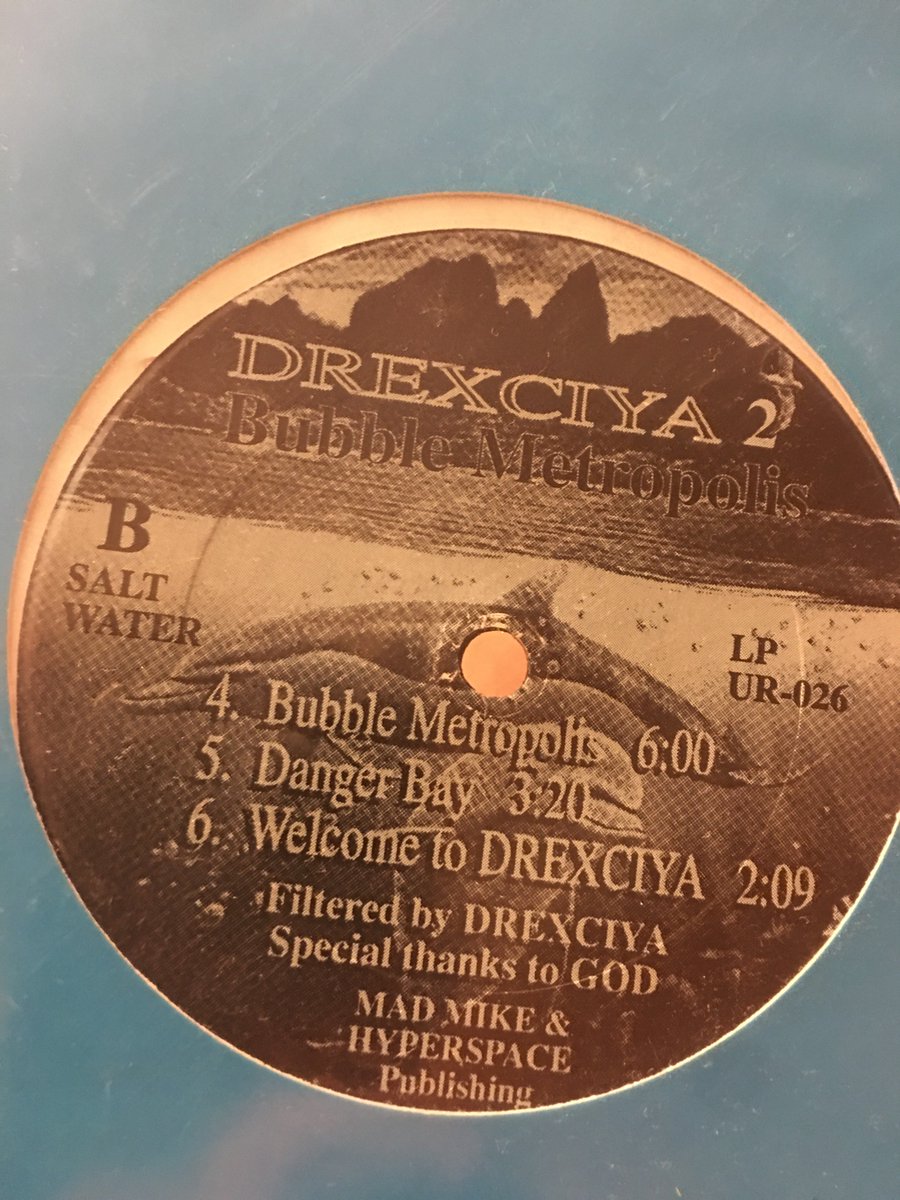 DREXCIYA 2
Bubble Metropolis
B
SALT
WATER
LP
UR-026
4. Bubble Metropolis 6:00
5. Danger Bay 3:20
6. Welcome to DREXCIYA 2:09
Filtered by DREXCIYA
Special thanks to GOD
MAD MIKE &
HYPERSPACE
Publishing